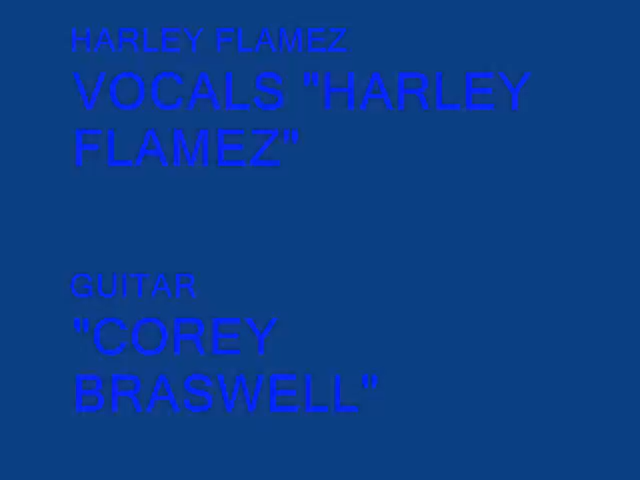 HARLEY FLAMEZ
VOCALS "HARLEY
FLAMEZ"
GUITAR
"COREY
BRASWELL"